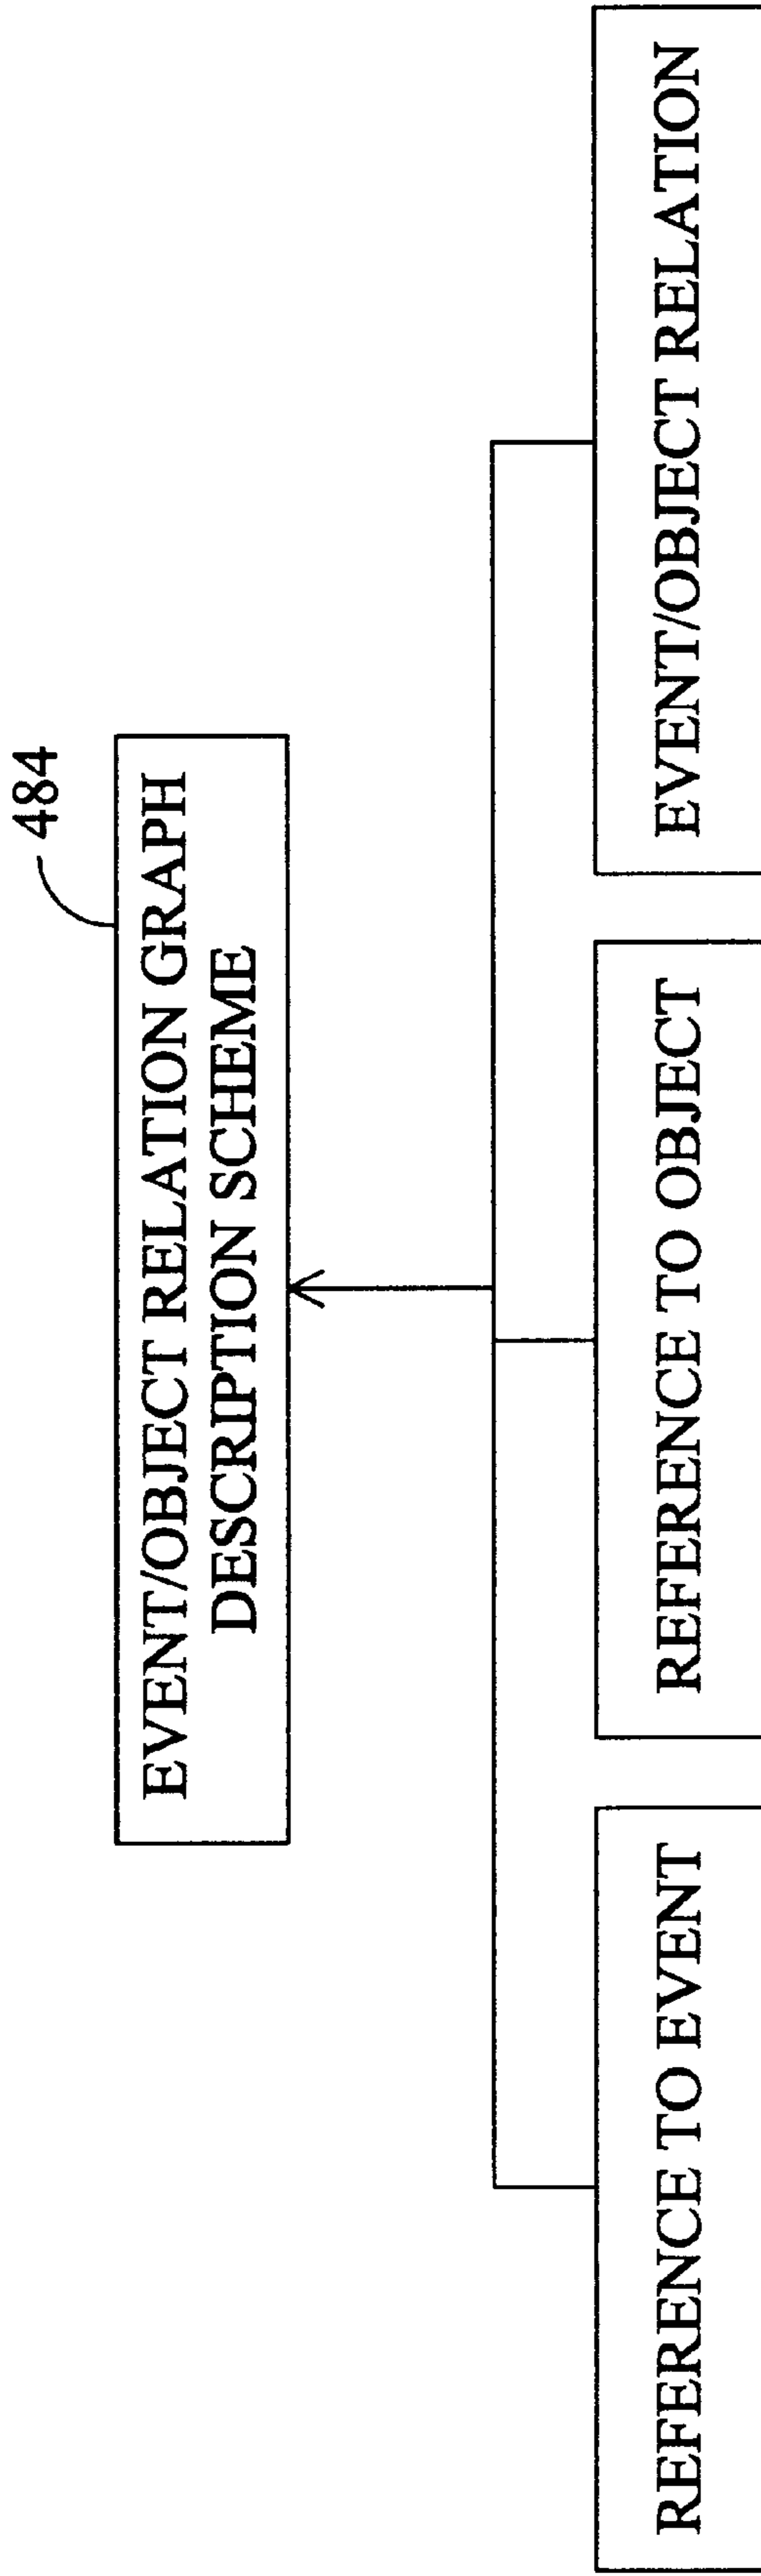 484
EVENT/OBJECT RELATION GRAPH
DESCRIPTION SCHEME
REFERENCE TO EVENT
REFERENCE TO OBJECT
EVENT/OBJECT RELATION